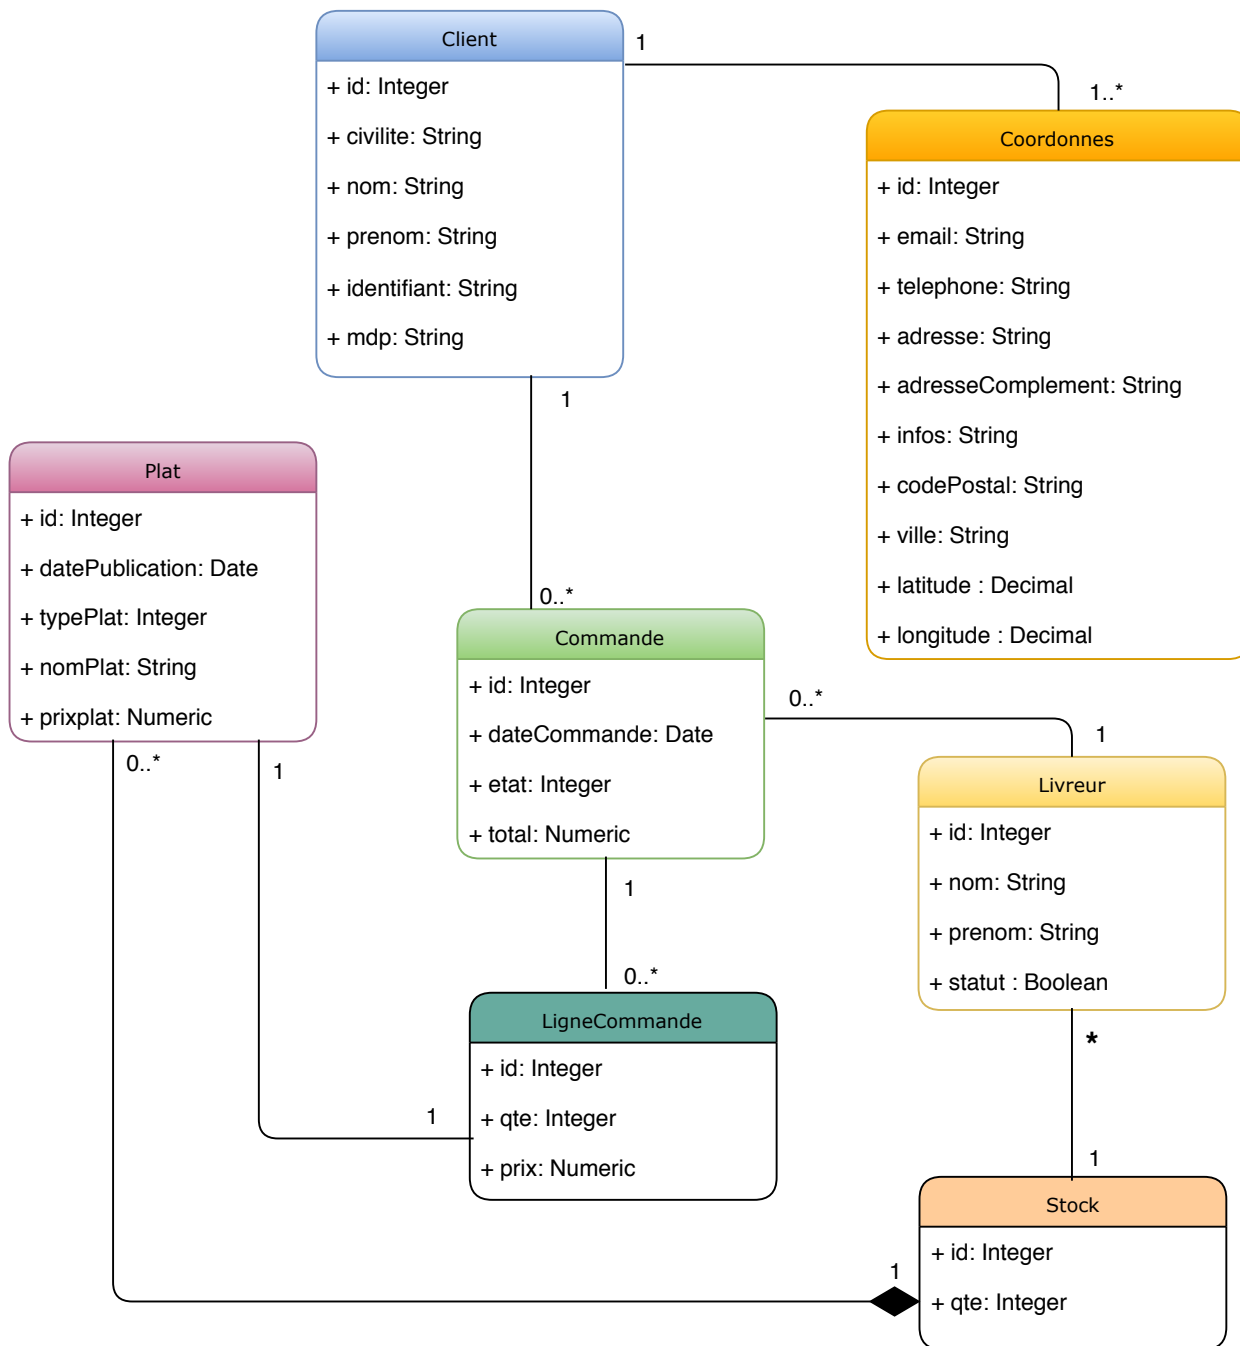 Client
+ id: Integer
+ civilite: String
+ nom: String
+ prenom: String
+ identifiant: String
+ mdp: String
1
1..*
Coordonnes
+ id: Integer
+ email: String
+ telephone: String
+ adresse: String
+ adresseComplement: String
+ infos: String
+ codePostal: String
+ ville: String
+ latitude : Decimal
+ longitude : Decimal
1
0..*
Plat
+ id: Integer
+ datePublication: Date
+ typePlat: Integer
+ nomPlat: String
+ prixplat: Numeric
0..*
1
Commande
+ id: Integer
+ dateCommande: Date
+ etat: Integer
+ total: Numeric
0..*
1
Livreur
+ id: Integer
+ nom: String
+ prenom: String
+ statut : Boolean
1
0..*
LigneCommande
+ id: Integer
+ qte: Integer
+ prix: Numeric
1
*
1
Stock
+ id: Integer
+ qte: Integer
1